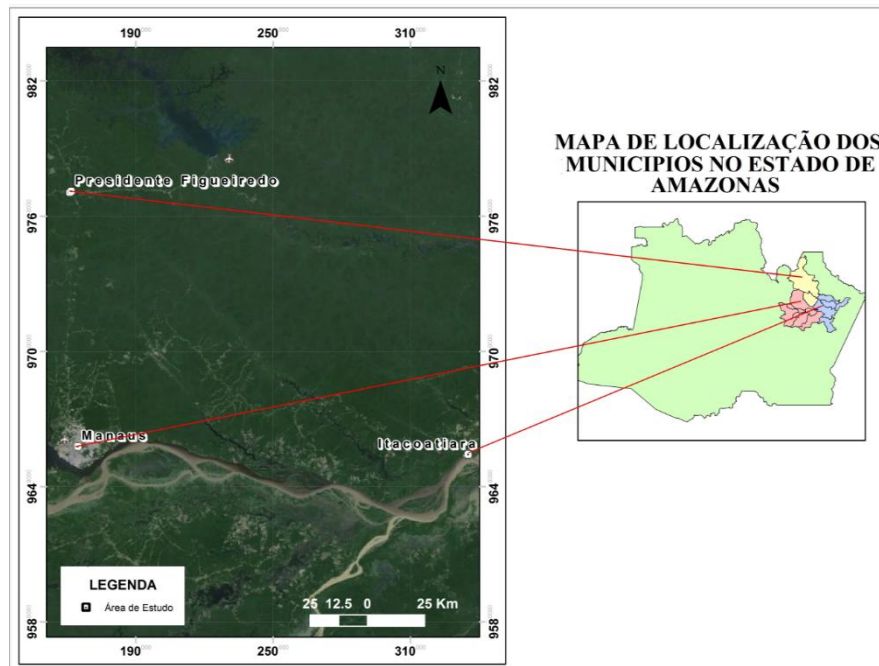 190
250
310
982
982
N
Presidente Figueiredo
MAPA DE LOCALIZAÇÃO DOS
MUNICIPIOS NO ESTADO DE
AMAZONAS
976
976
970
970
Manaus
Itacoatiara
964
964
LEGENDA
Área de Estudo
25 12.5 0 25 Km
958
958
190
250
310